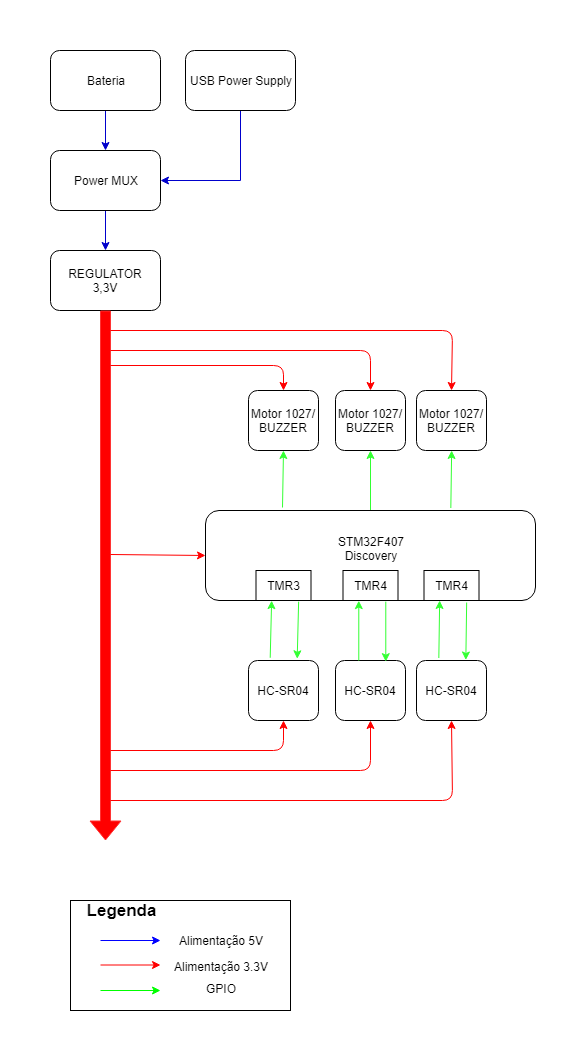 Bateria
USB Power Supply
Power MUX
REGULATOR
3,3V
Motor 1027/
BUZZER
Motor 1027/
BUZZER
Motor 1027/
BUZZER
STM32F407
Discovery
TMR3
TMR4
TMR4
HC-SR04
HC-SR04
HC-SR04
Legenda
Alimentação 5V
Alimentação 3.3V
GPIO